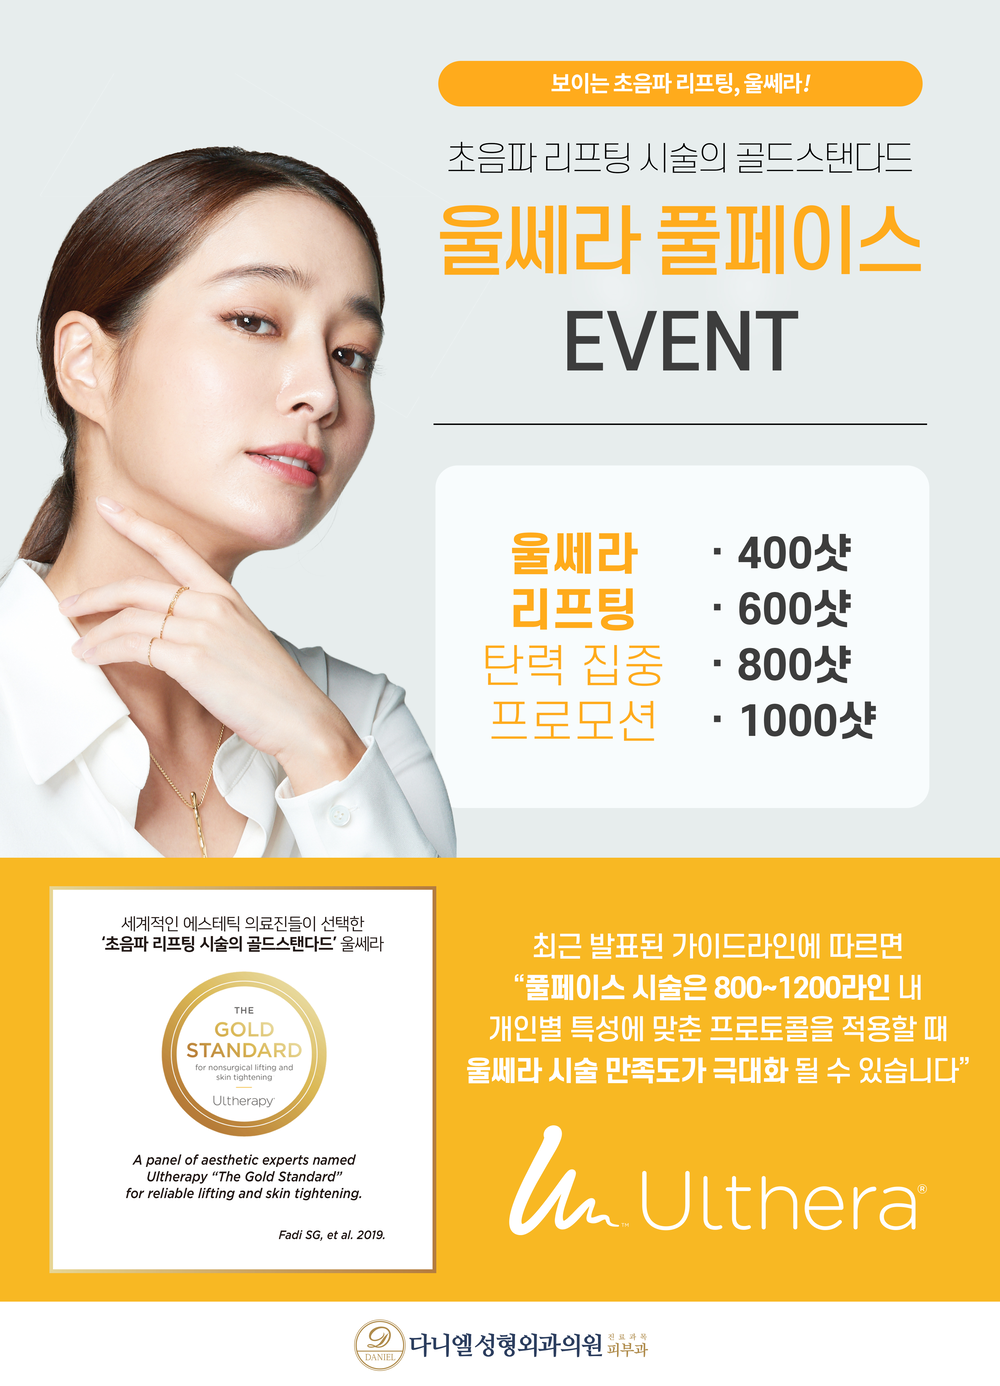 보이는 초음파 리프팅, 울쎄라!
초음파 리프팅 시술의 골드스탠다드
울쎄라 풀페이스
EVENT
울쎄라
리프팅
탄력 집중
프로모션
· 400샷
· 600샷
· 800샷
· 1000샷
세계적인 에스테틱 의료진들이 선택한
‘초음파 리프팅 시술의 골드스탠다드’ 울쎄라
THE
GOLD
STANDARD
for nonsurgical lifting and
skin tightening
Ultherapy
A panel of aesthetic experts named
Ultherapy “The Gold Standard”
for reliable lifting and skin tightening.
Fadi SG, et al. 2019.
최근 발표된 가이드라인에 따르면
“풀페이스 시술은 800~1200라인 내
개인별 특성에 맞춘 프로토콜을 적용할 때
울쎄라 시술 만족도가 극대화 될 수 있습니다”
™ Ulthera®
D
DANIEL
다니엘성형외과의원
진료과목
피부과